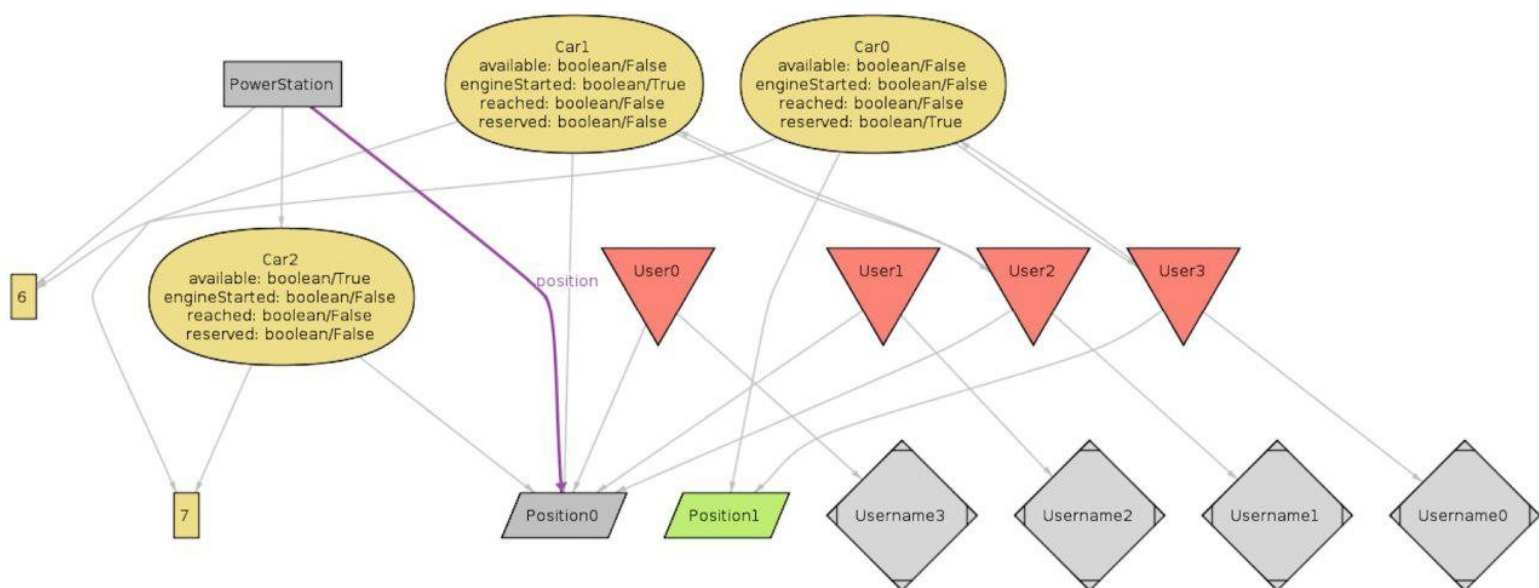 Car1
available: boolean/False
engineStarted: boolean/True
reached: boolean/False
reserved: boolean/False
Car0
available: boolean/False
engineStarted: boolean/False
reached: boolean/False
reserved: boolean/True
PowerStation
Car2
available: boolean/True
engineStarted: boolean/False
reached: boolean/False
reserved: boolean/False
position
User0
User1
User2
User3
6
7
Position0
Position1
Username3
Username2
Username1
Username0